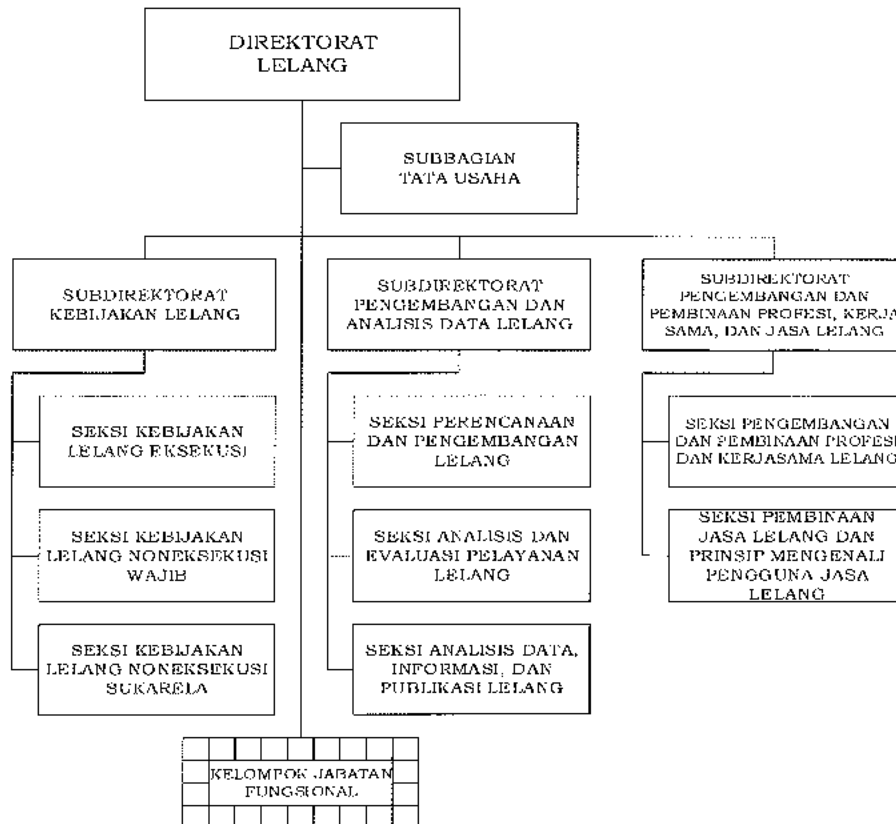 DIREKTORAT
LELANG
SUBBAGIAN
TATA USAHA
SUBDIREKTORAT
KEBIJAKAN LELANG
SUBDIREKTORAT
PENGEMBANGAN DAN
ANALISIS DATA LELANG
SUBDIREKTORAT
PENGEMBANGAN DAN
PEMBINAAN PROFESI, KERJA
SAMA, DAN JASA LELANG
SEKSI KEBIJAKAN
LELANG EKSEKUSI
SEKSI PERENCANAAN
DAN PENGEMBANGAN
LELANG
SEKSI PENGEMBANGAN
DAN PEMBINAAN PROFESI
DAN KERJASAMA LELANG
SEKSI KEBIJAKAN
LELANG NONEKSEKUSI
WAJIB
SEKSI ANALISIS DAN
EVALUASI PELAYANAN
LELANG
SEKSI PEMBINAAN
JASA LELANG DAN
PRINSIP MENGENALI
PENGGUNA JASA
LELANG
SEKSI KEBIJAKAN
LELANG NONEKSEKUSI
SUKARELA
SEKSI ANALISIS DATA,
INFORMASI, DAN
PUBLIKASI LELANG
KELOMPOK JABATAN
FUNGSIONAL